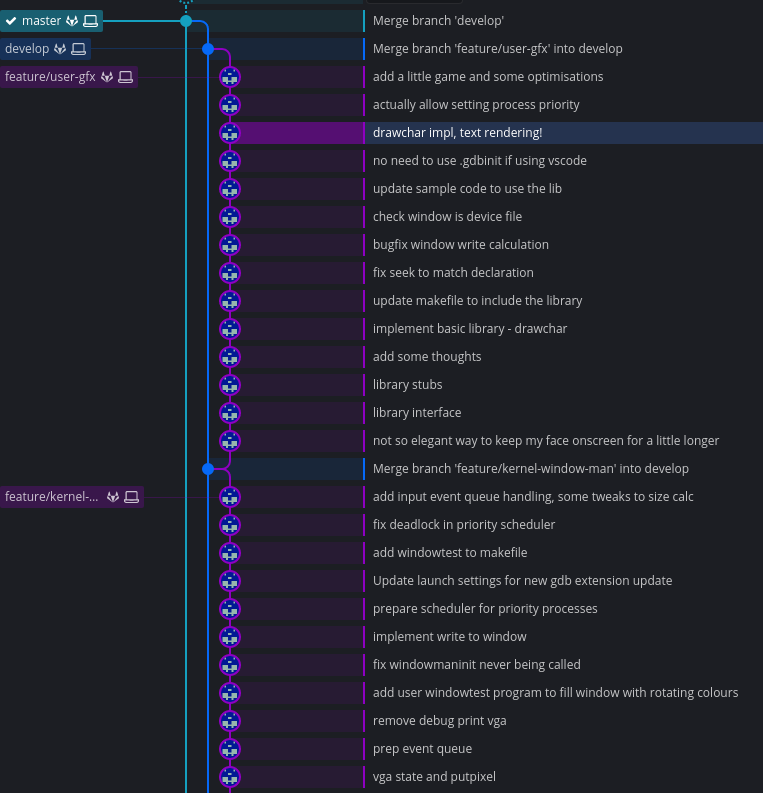 master Merge branch 'develop'
develop Merge branch 'feature/user-gfx' into develop
feature/user-gfx add a little game and some optimisations
actually allow setting process priority
drawchar impl, text rendering!
no need to use .gdbinit if using vscode
update sample code to use the lib
check window is device file
bugfix window write calculation
fix seek to match declaration
update makefile to include the library
implement basic library - drawchar
add some thoughts
library stubs
library interface
not so elegant way to keep my face onscreen for a little longer
Merge branch 'feature/kernel-window-man' into develop
feature/kernel-... add input event queue handling, some tweaks to size calc
fix deadlock in priority scheduler
add windowtest to makefile
Update launch settings for new gdb extension update
prepare scheduler for priority processes
implement write to window
fix windowmaninit never being called
add user windowtest program to fill window with rotating colours
remove debug print vga
prep event queue
vga state and putpixel